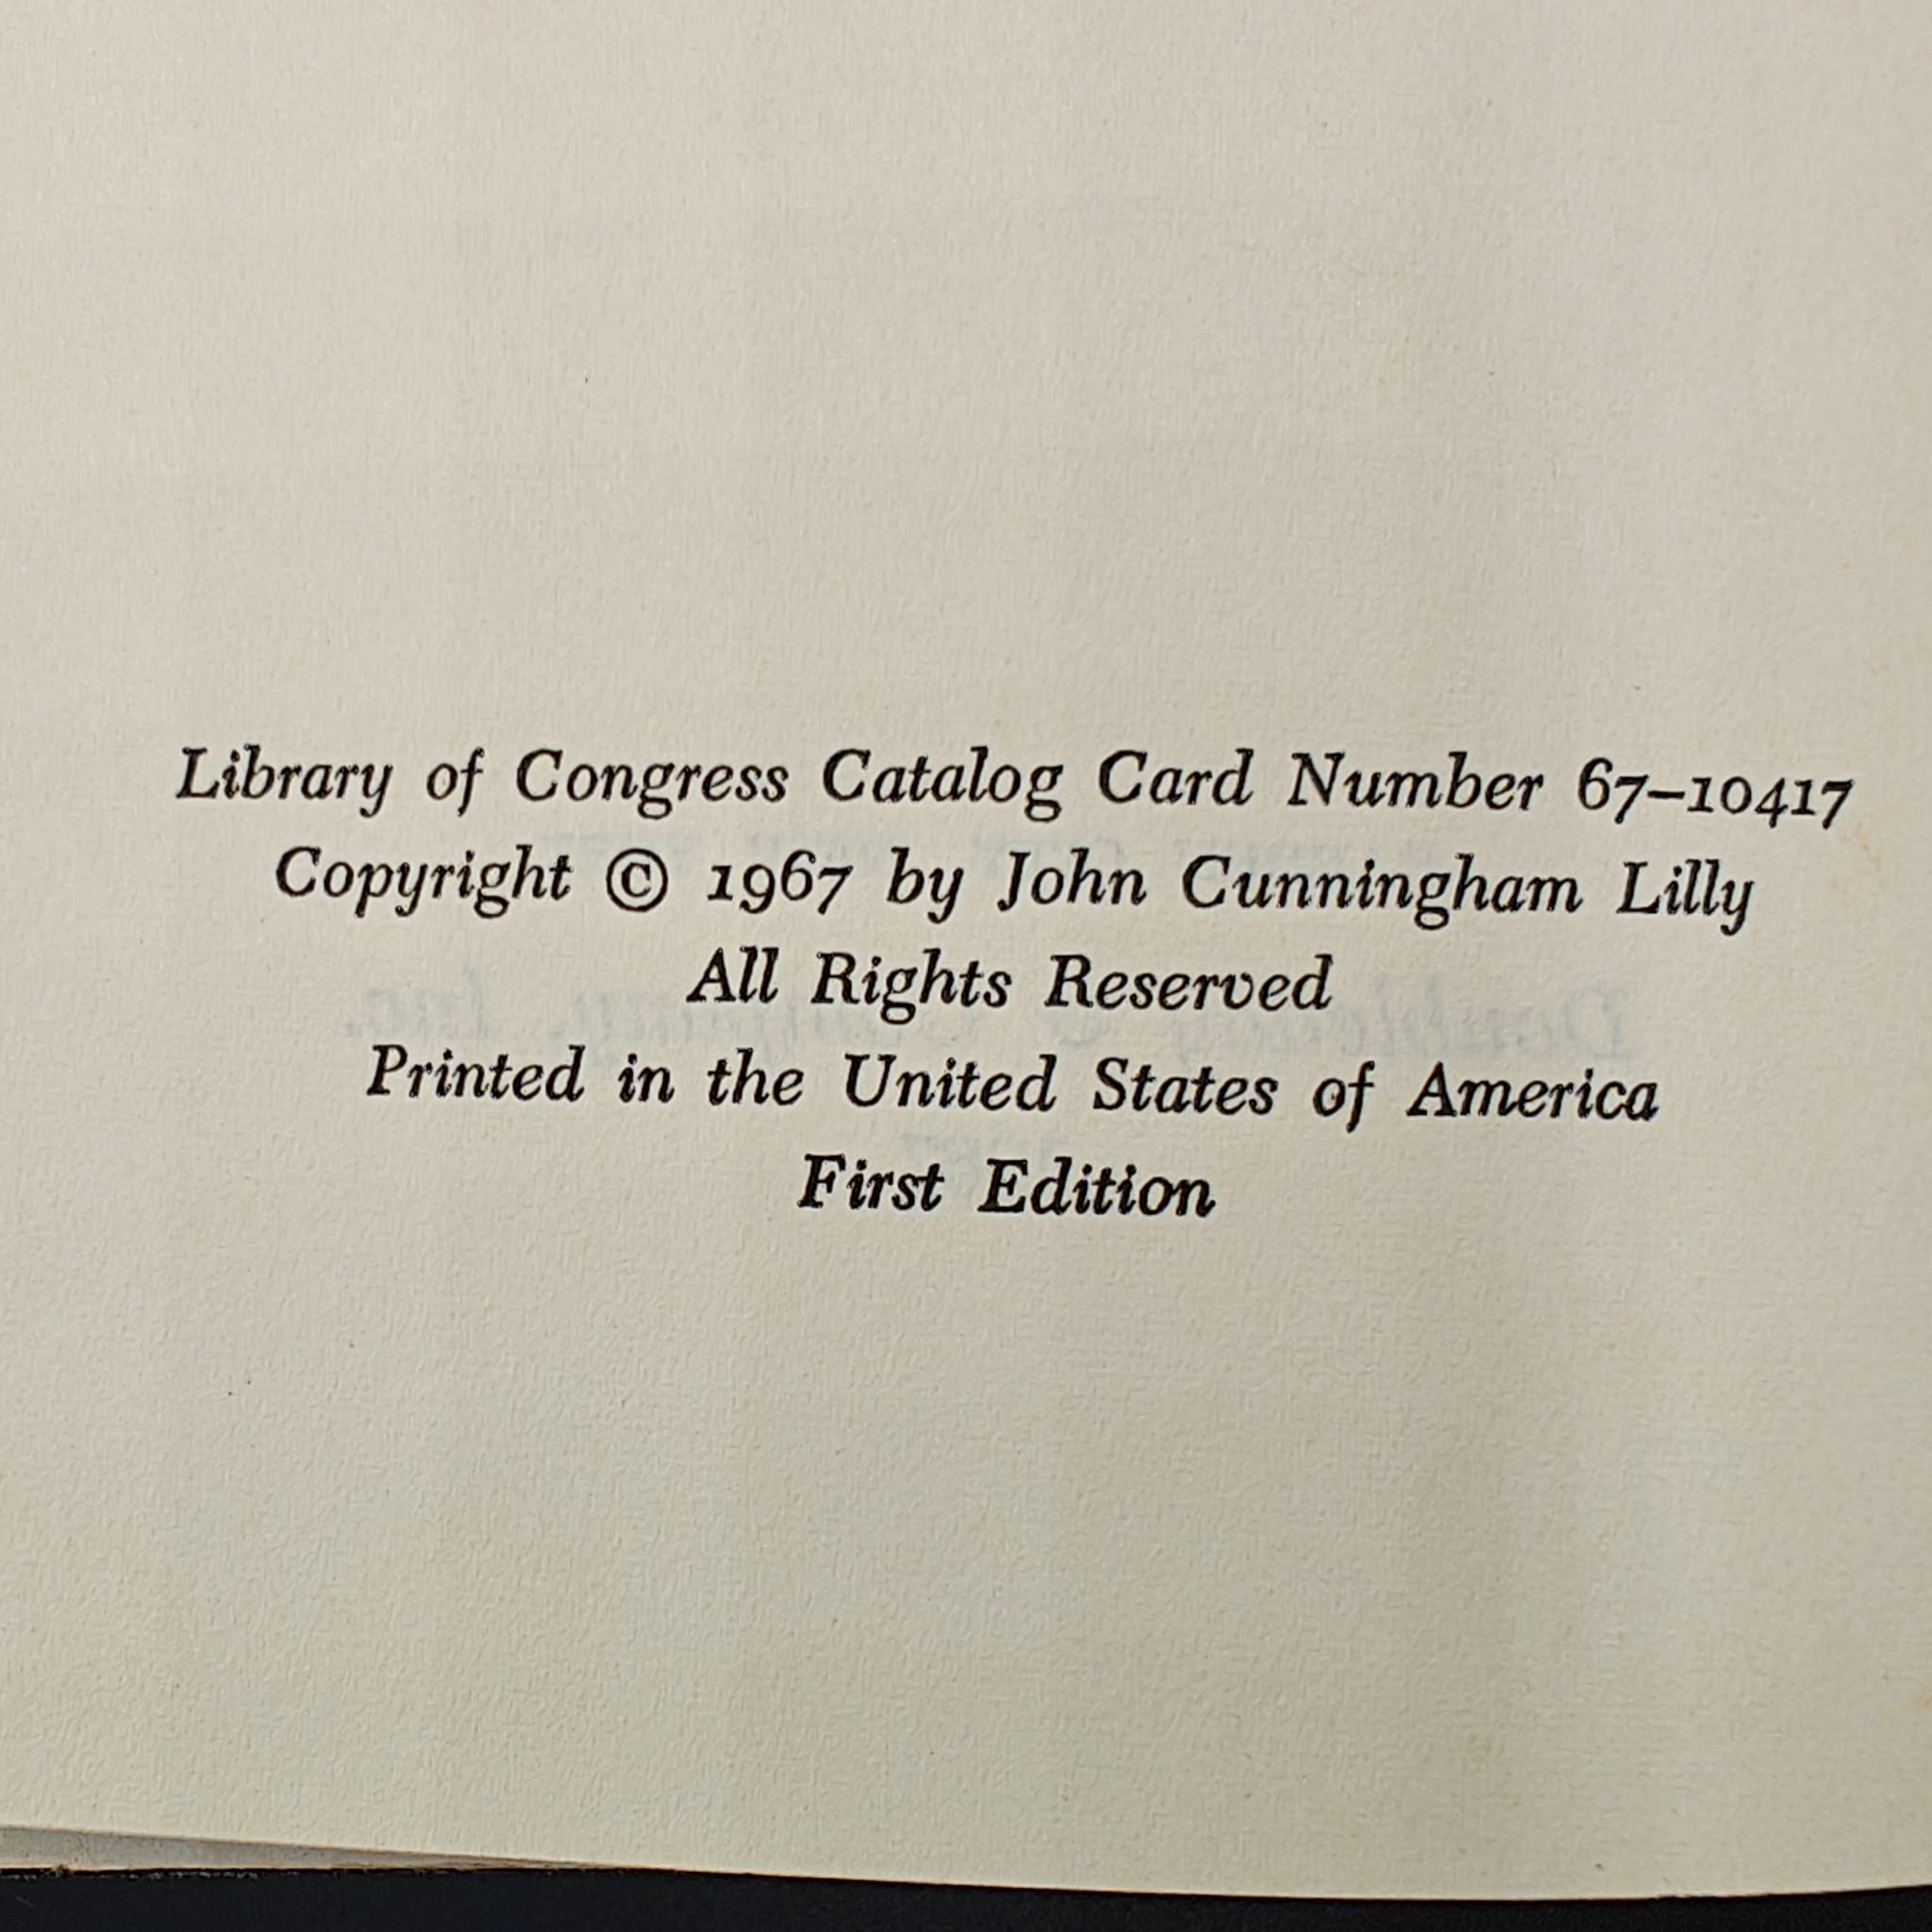 Library of Congress Catalog Card Number 67–10417
Copyright © 1967 by John Cunningham Lilly
All Rights Reserved
Printed in the United States of America
First Edition